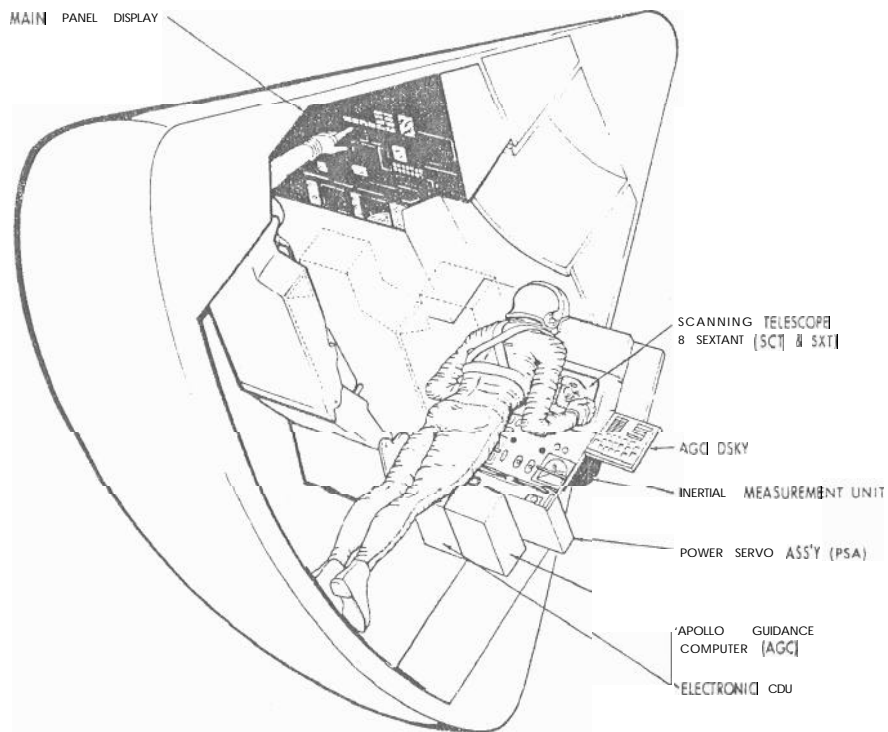 MAIN PANEL DISPLAY
SCANNING TELESCOPE
8 SEXTANT (SCT & SXT)
AGC DSKY
INERTIAL MEASUREMENT UNIT
POWER SERVO ASS'Y (PSA)
APOLLO GUIDANCE
COMPUTER (AGC)
ELECTRONIC CDU